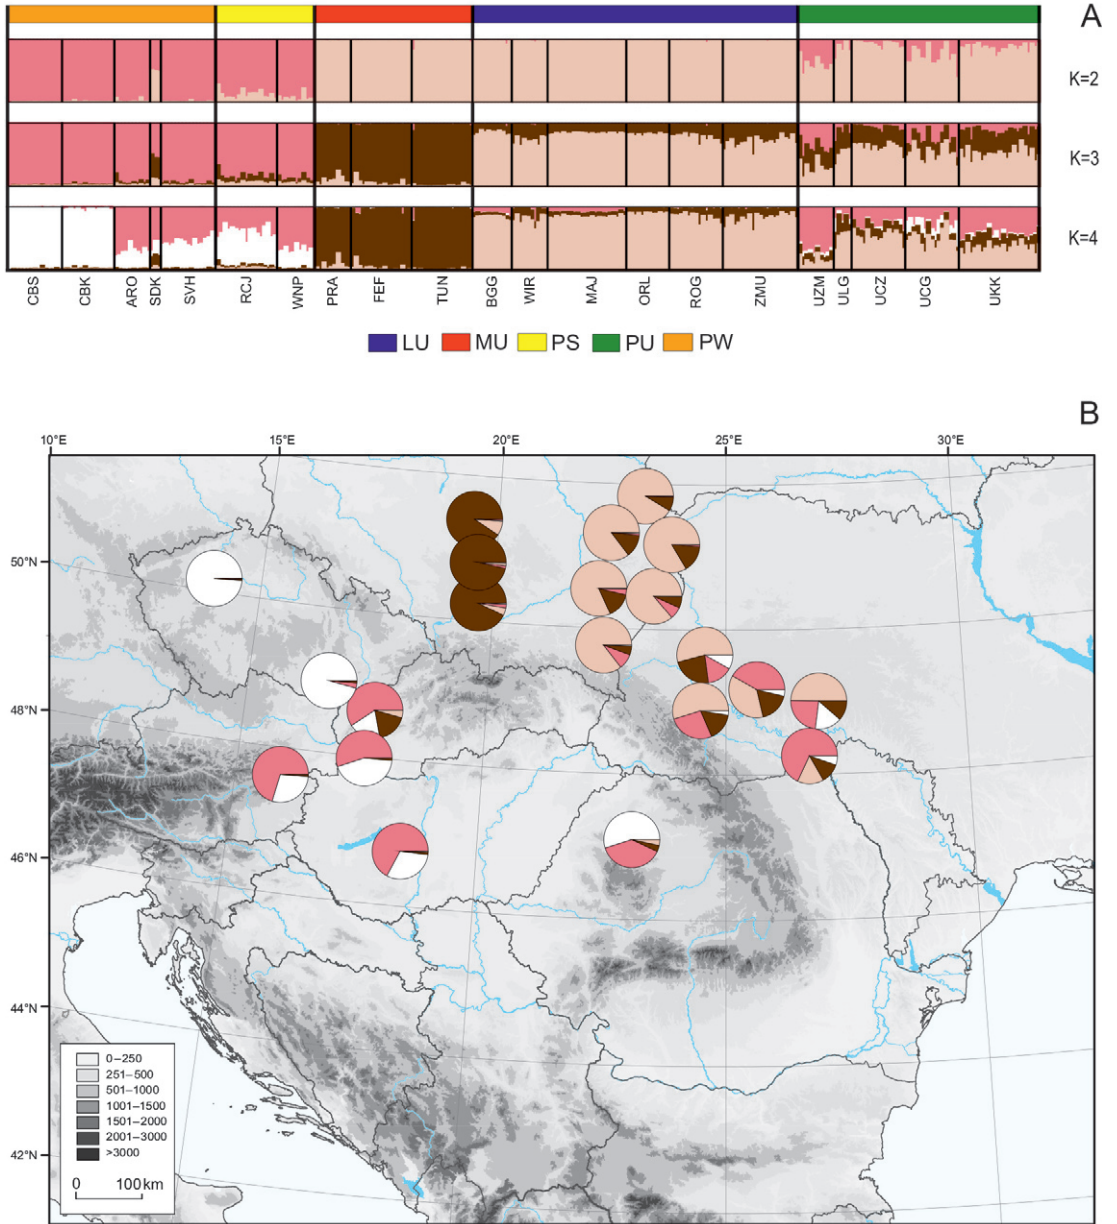 A
K=2
K=3
K=4
CBS CBK ARO SDK SVH RCJ WNP PRA FEF TUN BGG WIR MAJ ORL ROG ZMU UZM ULG UCZ UCG UKK
LU MU PS PU PW
B
10°E 15°E 20°E 25°E 30°E
50°N
48°N
46°N
44°N
42°N
0–250
251–500
501–1000
1001–1500
1501–2000
2001–3000
>3000
0 100 km